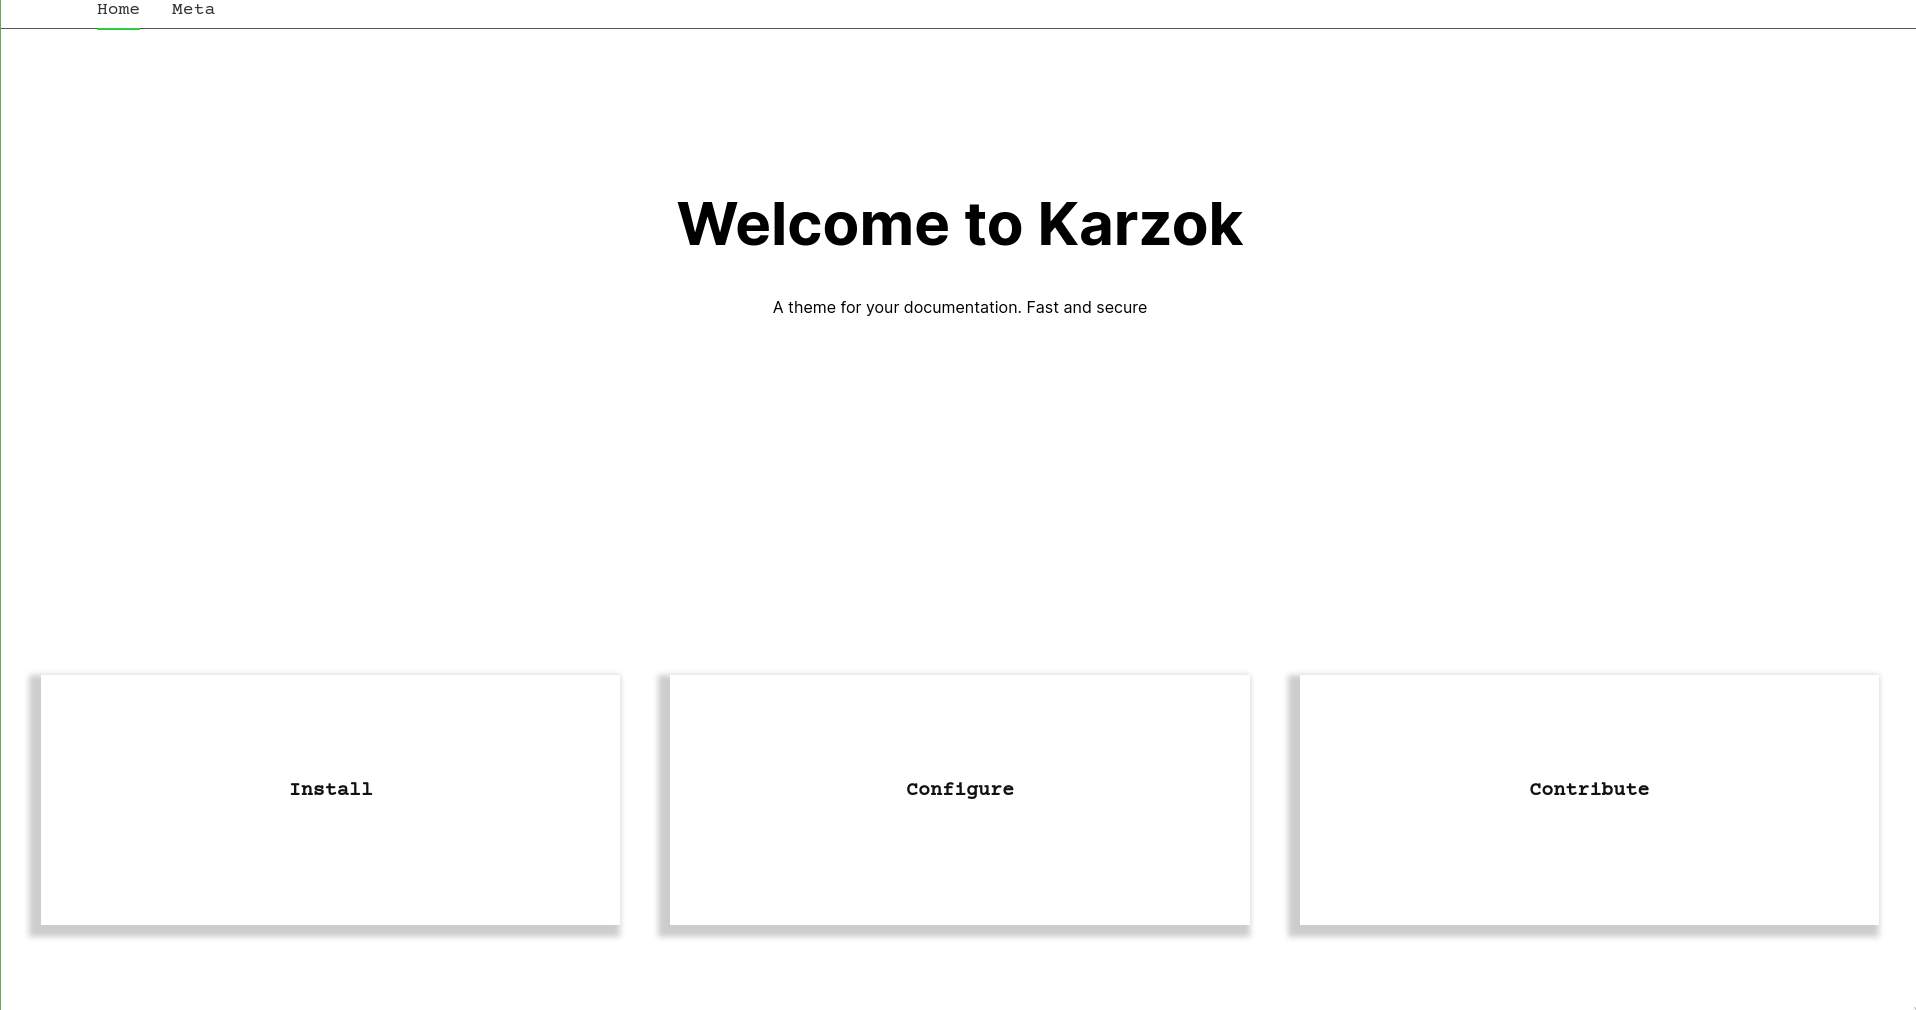 Home Meta
Welcome to Karzok
A theme for your documentation. Fast and secure
Install Configure Contribute